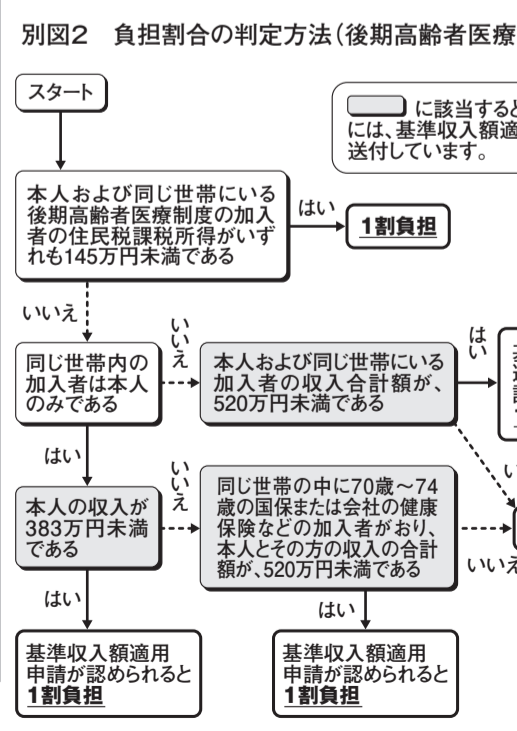 別図2 負担割合の判定方法(後期高齢者医療
スタート
に該当すると
には、基準収入額適
送付しています。
本人および同じ世帯にいる
後期高齢者医療制度の加入
者の住民税課税所得がいず
れも145万円未満である
はい
1割負担
いいえ
同じ世帯内の
加入者は本人
のみである
いいえ
本人および同じ世帯にいる
加入者の収入合計額が、
520万円未満である
はい
はい
本人の収入が
383万円未満
である
いいえ
同じ世帯の中に70歳～74
歳の国保または会社の健康
保険などの加入者がおり、
本人とその方の収入の合計
額が、520万円未満である
いいえ
はい
基準収入額適用
申請が認められると
1割負担
はい
基準収入額適用
申請が認められると
1割負担